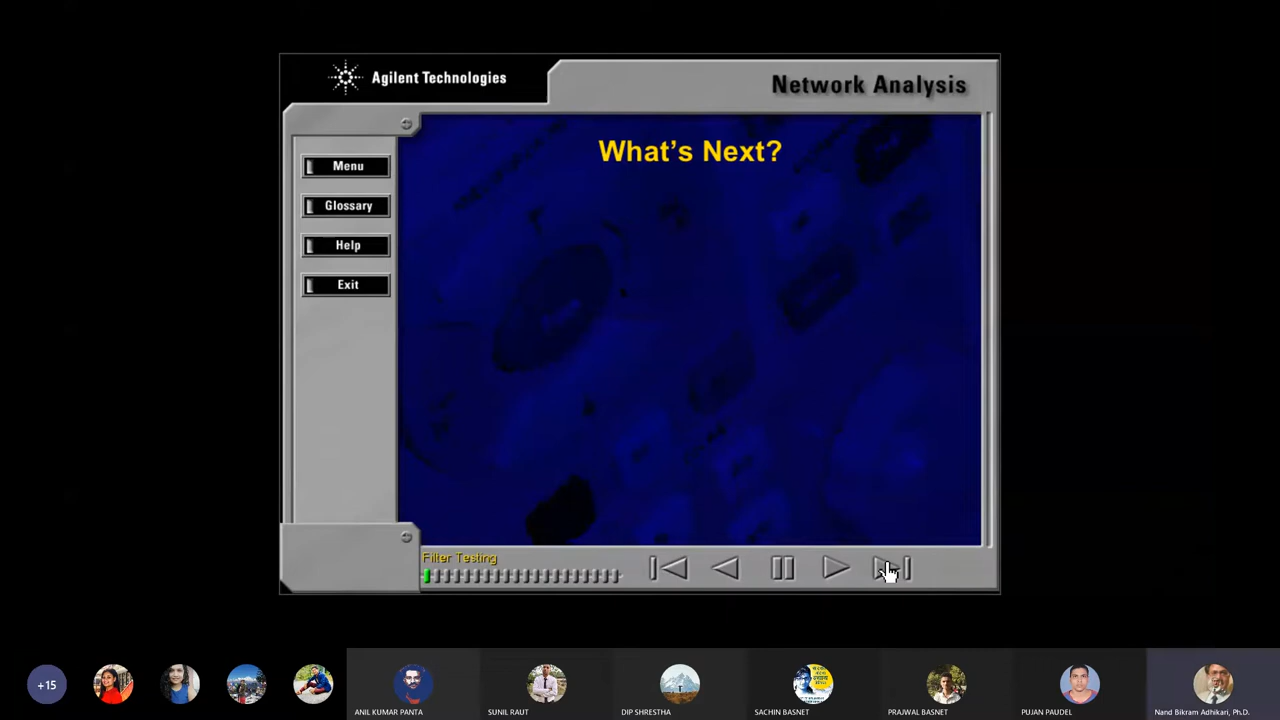 Agilent Technologies
Network Analysis
What's Next?
Menu
Glossary
Help
Exit
Filter Testing
+15
ANIL KUMAR PANTA
SUNIL RAUT
DIP SHRESTHA
SACHIN BASNET
PRAJWAL BASNET
PUJAN PAUDEL
Nand Bikram Adhikari, Ph.D.